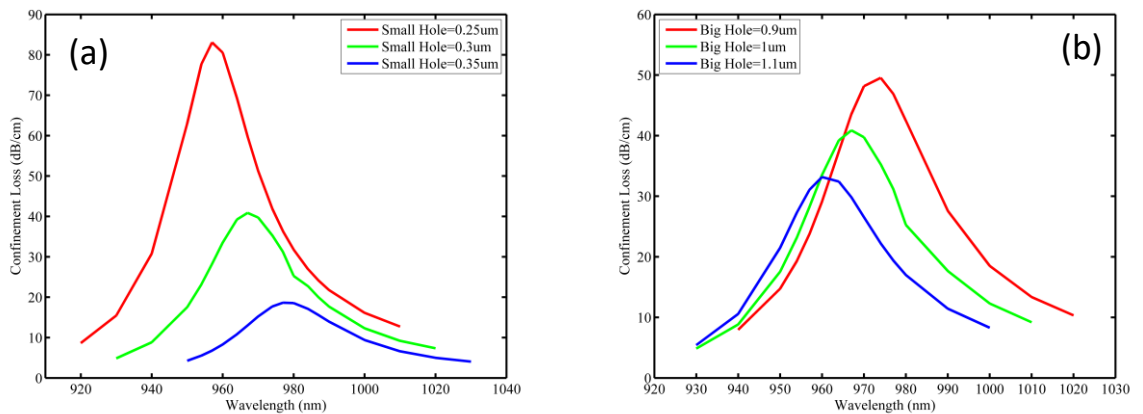 (a)
Small Hole=0.25um
Small Hole=0.3um
Small Hole=0.35um
Confinement Loss (dB/cm)
90
80
70
60
50
40
30
20
10
0
920 940 960 980 1000 1020 1040
Wavelength (nm)
(b)
Big Hole=0.9um
Big Hole=1um
Big Hole=1.1um
Confinement Loss (dB/cm)
60
50
40
30
20
10
0
920 930 940 950 960 970 980 990 1000 1010 1020 1030
Wavelength (nm)